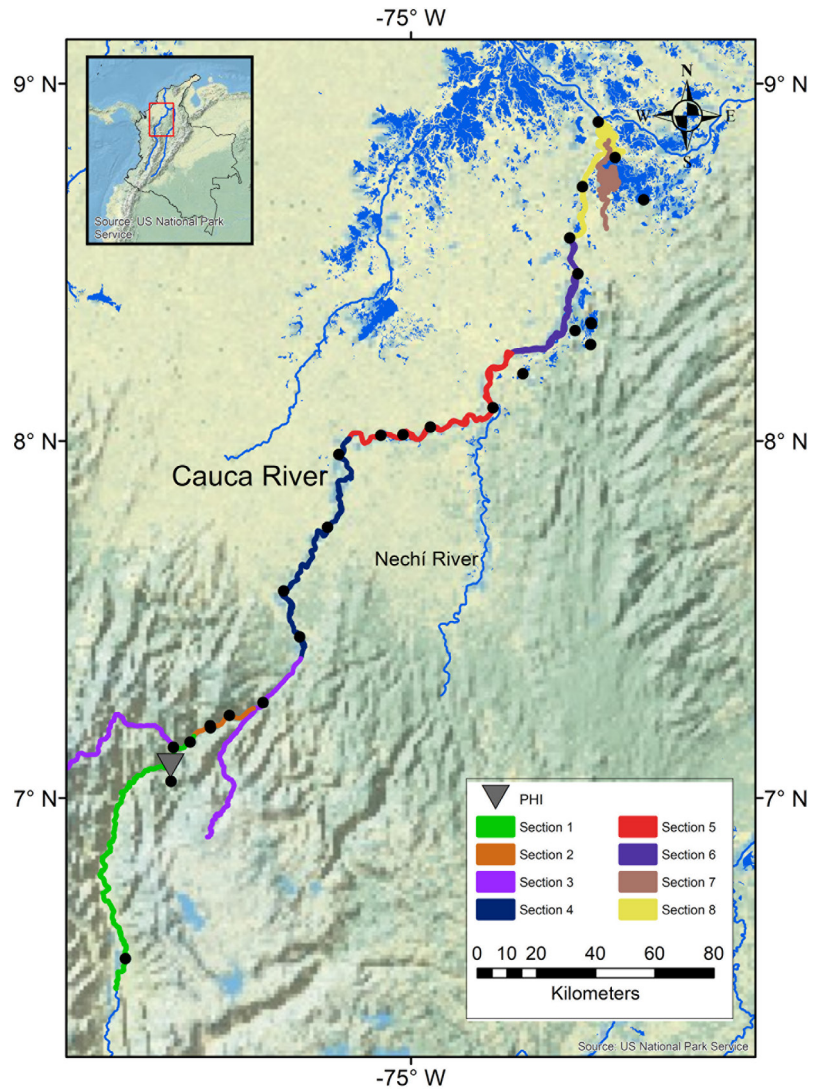 -75° W
9° N
9° N
N
W
E
S
Source: US National Park
Service
8° N
8° N
Cauca River
Nechí River
7° N
7° N
PHI
Section 1
Section 5
Section 2
Section 6
Section 3
Section 7
Section 4
Section 8
0 10 20 40 60 80
Kilometers
Source: US National Park Service
-75° W